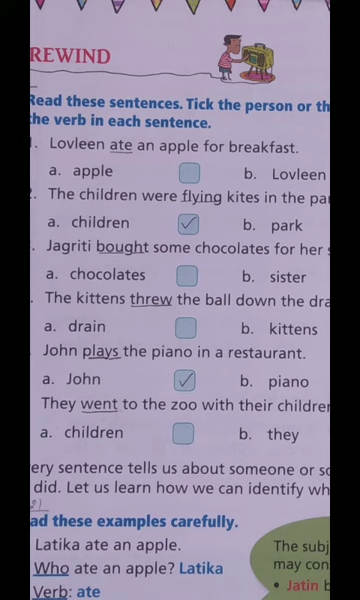 REWIND
Read these sentences. Tick the person or th
the verb in each sentence.
1. Lovleen ate an apple for breakfast.
a. apple b. Lovleen
2. The children were flying kites in the pa
a. children ✓ b. park
. Jagriti bought some chocolates for her s
a. chocolates b. sister
. The kittens threw the ball down the dra
a. drain b. kittens
John plays the piano in a restaurant.
a. John ✓ b. piano
They went to the zoo with their childre
a. children b. they
ery sentence tells us about someone or so
did. Let us learn how we can identify wh
ad these examples carefully.
Latika ate an apple.
Who ate an apple? Latika
Verb: ate
The subj
may con
• Jatin b